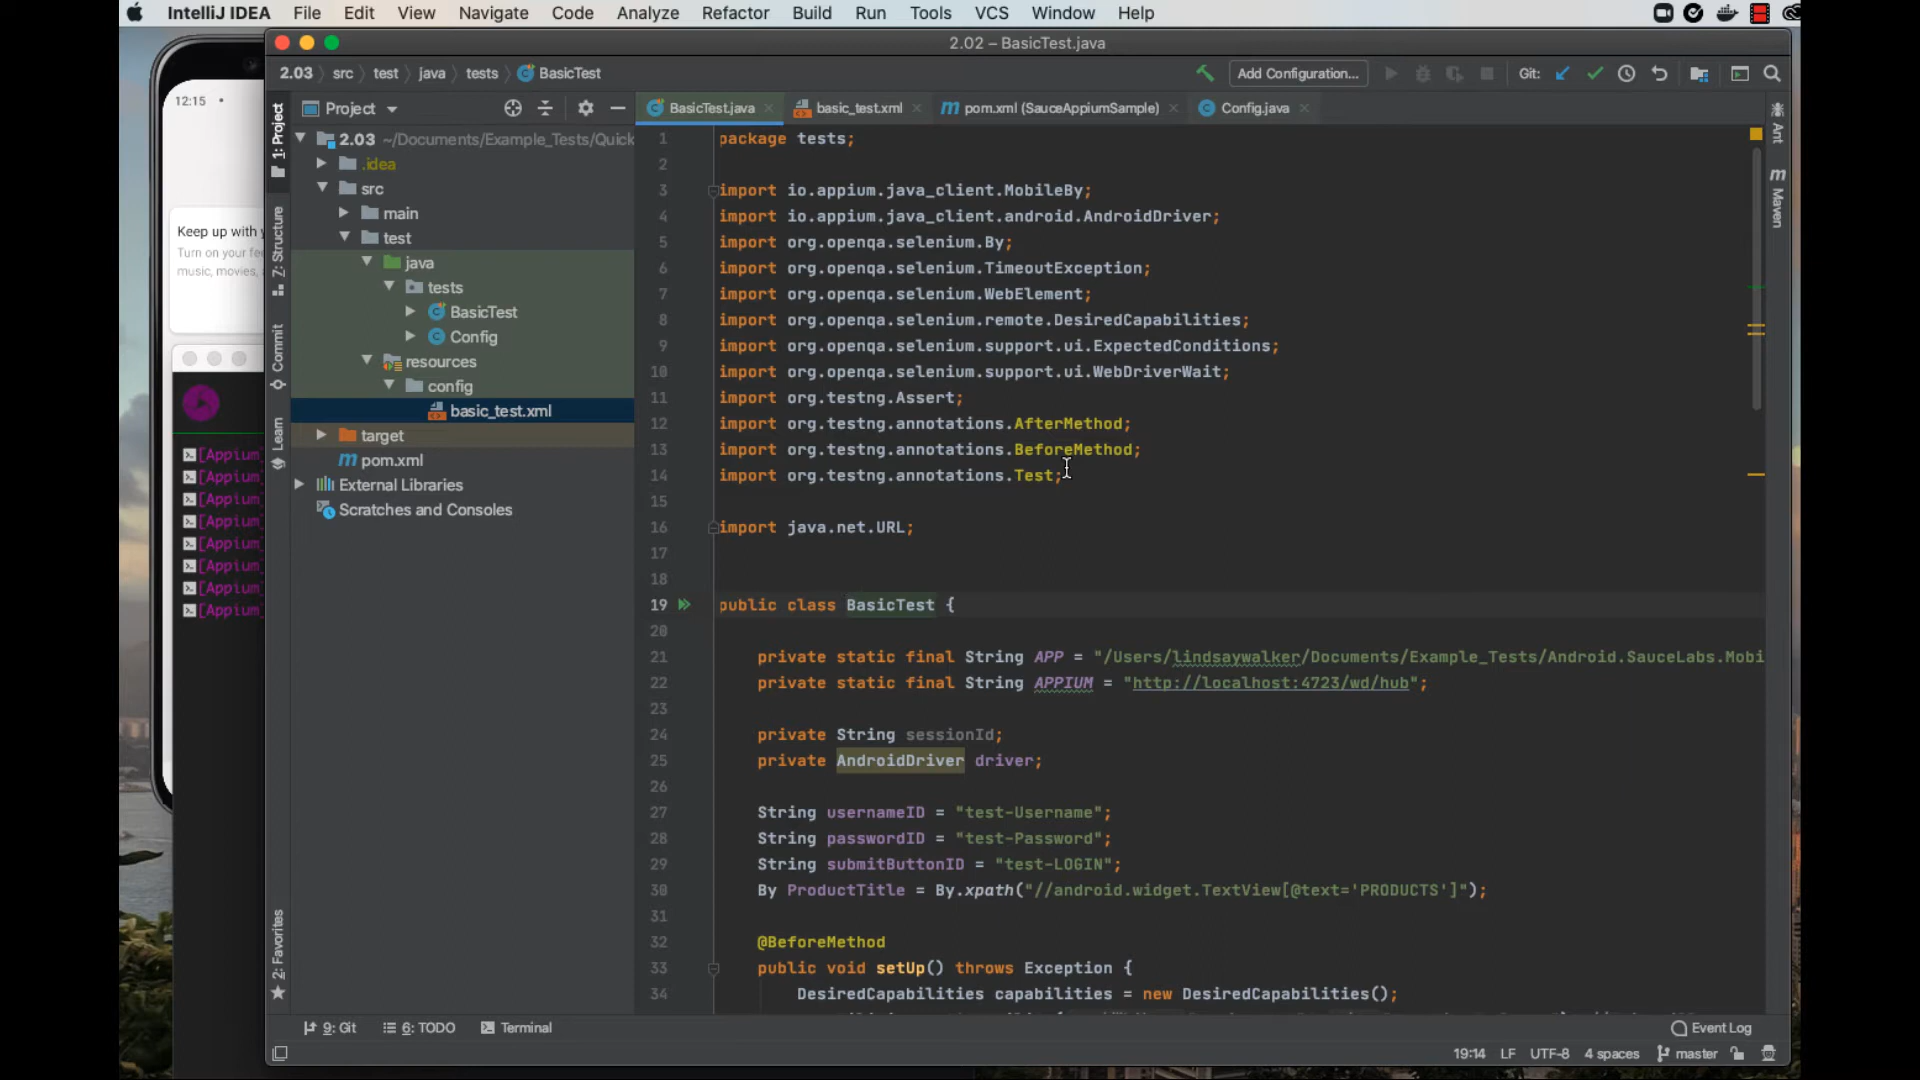 IntelliJ IDEA File Edit View Navigate Code Analyze Refactor Build Run Tools VCS Window Help
2.02 – BasicTest.java
2.03 src test java tests BasicTest
Add Configuration...
Git:
12:15
Keep up with y
Turn on your fee
music, movies,
[Appium
[Appium
[Appium
[Appium
[Appium
[Appium
[Appium
[Appium
1: Project
7: Structure
Commit
Learn
2: Favorites
Project
2.03 ~/Documents/Example_Tests/Quick
.idea
src
main
test
java
tests
BasicTest
Config
resources
config
basic_test.xml
target
pom.xml
External Libraries
Scratches and Consoles
BasicTest.java basic_test.xml pom.xml (SauceAppiumSample) Config.java
1 package tests;
2
3 import io.appium.java_client.MobileBy;
4 import io.appium.java_client.android.AndroidDriver;
5 import org.openqa.selenium.By;
6 import org.openqa.selenium.TimeoutException;
7 import org.openqa.selenium.WebElement;
8 import org.openqa.selenium.remote.DesiredCapabilities;
9 import org.openqa.selenium.support.ui.ExpectedConditions;
10 import org.openqa.selenium.support.ui.WebDriverWait;
11 import org.testng.Assert;
12 import org.testng.annotations.AfterMethod;
13 import org.testng.annotations.BeforeMethod;
14 import org.testng.annotations.Test;
15
16 import java.net.URL;
17
18
19 public class BasicTest {
20
21 private static final String APP = "/Users/lindsaywalker/Documents/Example_Tests/Android.SauceLabs.Mobi
22 private static final String APPIUM = "http://localhost:4723/wd/hub";
23
24 private String sessionId;
25 private AndroidDriver driver;
26
27 String usernameID = "test-Username";
28 String passwordID = "test-Password";
29 String submitButtonID = "test-LOGIN";
30 By ProductTitle = By.xpath("//android.widget.TextView[@text='PRODUCTS']");
31
32 @BeforeMethod
33 public void setUp() throws Exception {
34 DesiredCapabilities capabilities = new DesiredCapabilities();
Ant
Maven
9: Git 6: TODO Terminal Event Log
19:14 LF UTF-8 4 spaces master